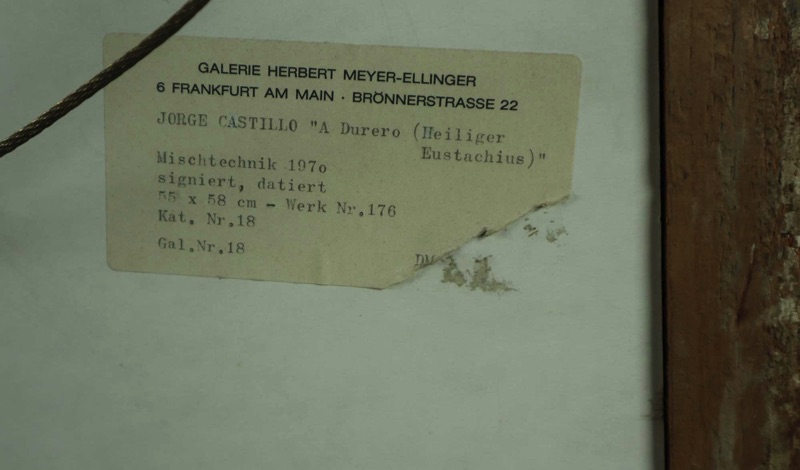 GALERIE HERBERT MEYER-ELLINGER
6 FRANKFURT AM MAIN · BRÖNNERSTRASSE 22
JORGE CASTILLO "A Durero (Heiliger
Eustachius)"
Mischtechnik 197o
signiert, datiert
55 x 58 cm - Werk Nr.176
Kat. Nr.18
Gal.Nr.18 DM